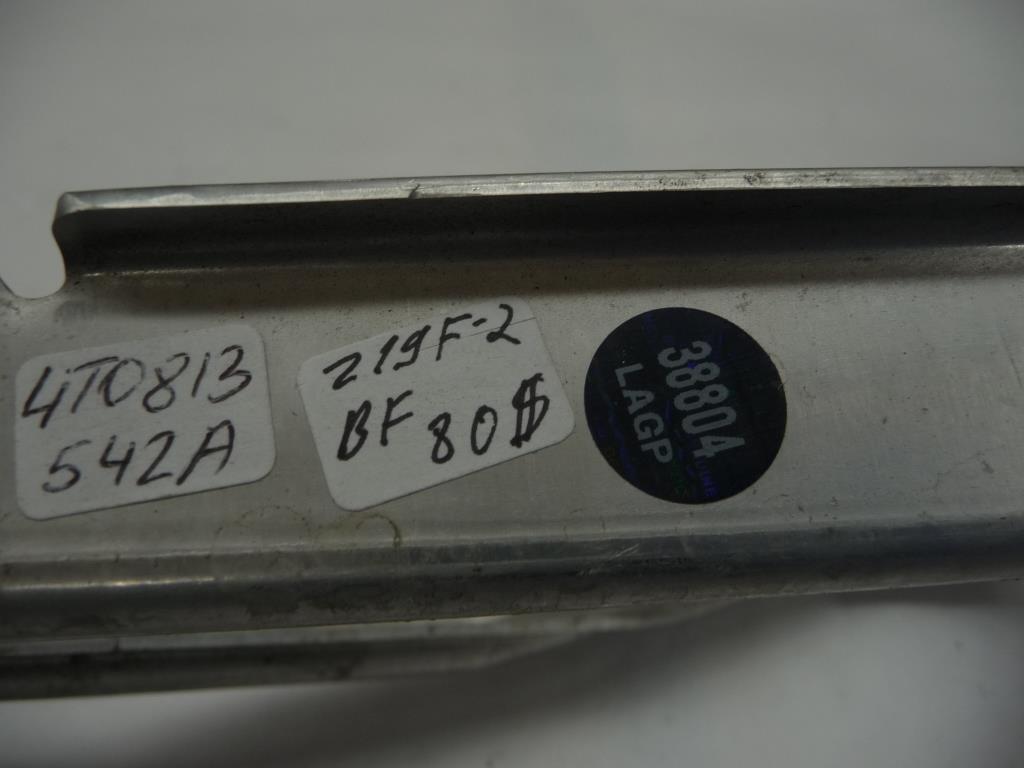 4T0813
542A
219F-2
BF 80$
38804
LAGP